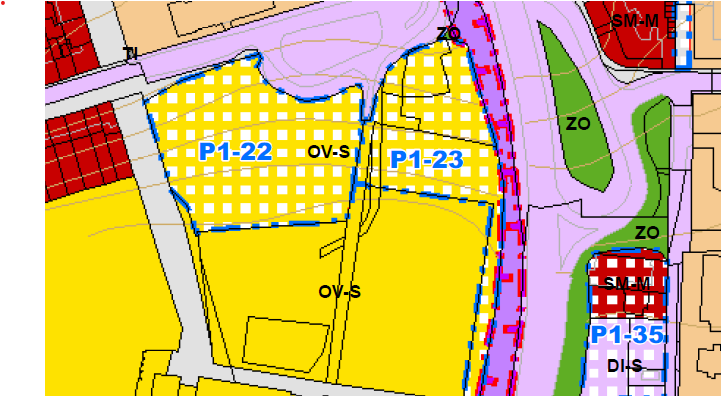 SM-M
ZO
TI
ZO
P1-22
OV-S
P1-23
ZO
SM-M
OV-S
P1-35
DI-S